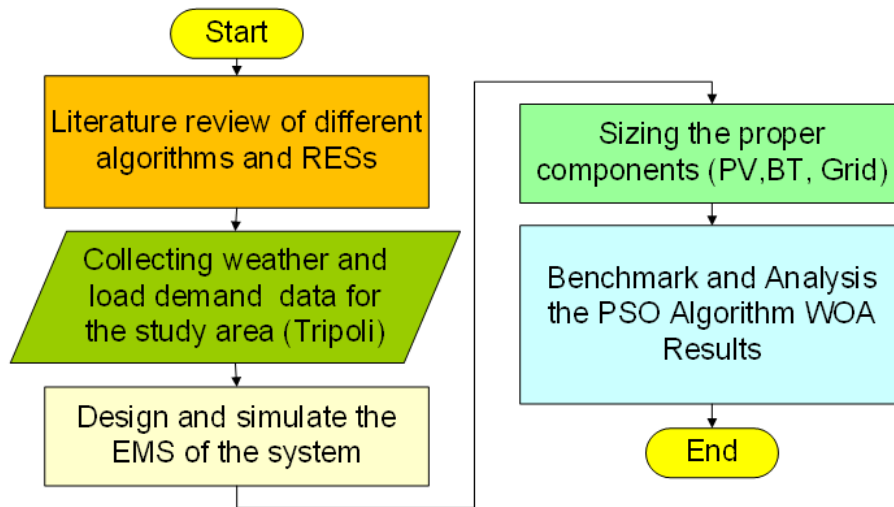 Start
Literature review of different
algorithms and RESs
Collecting weather and
load demand data for
the study area (Tripoli)
Design and simulate the
EMS of the system
Sizing the proper
components (PV,BT, Grid)
Benchmark and Analysis
the PSO Algorithm WOA
Results
End